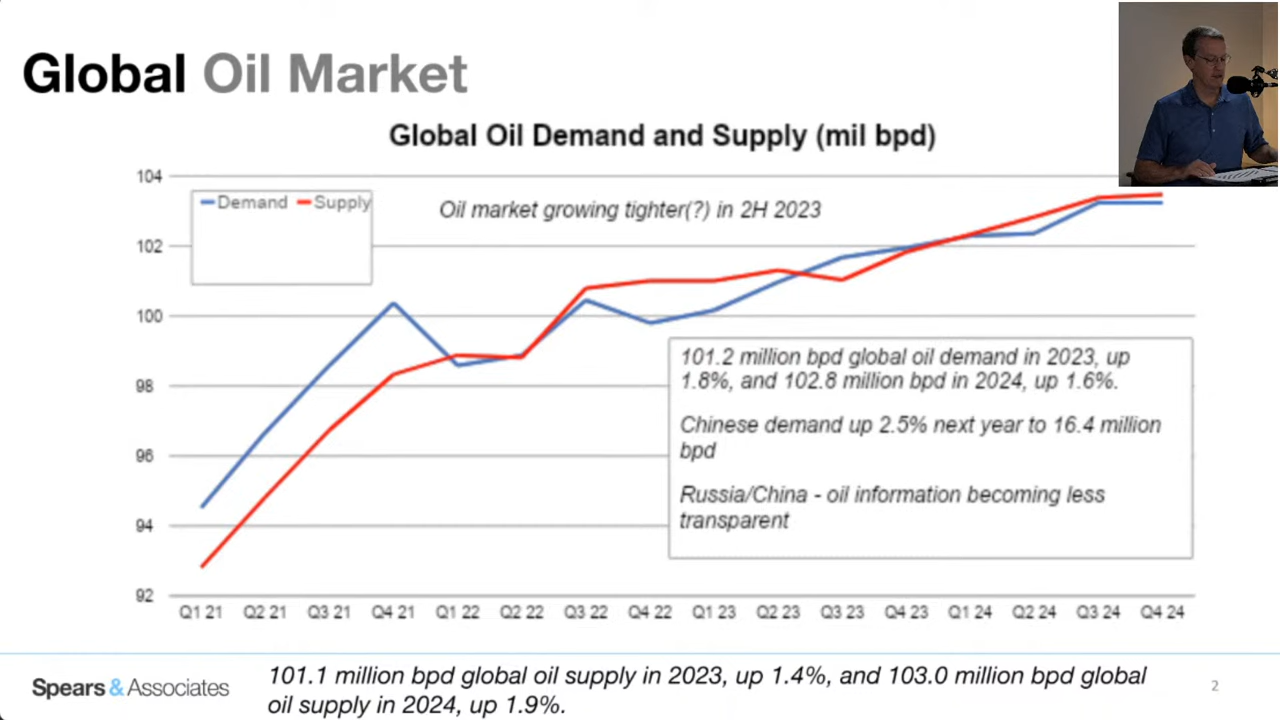 Global Oil Market
Global Oil Demand and Supply (mil bpd)
104
Demand Supply
Oil market growing tighter(?) in 2H 2023
102
100
101.2 million bpd global oil demand in 2023, up
1.8%, and 102.8 million bpd in 2024, up 1.6%.
98
Chinese demand up 2.5% next year to 16.4 million
bpd
96
Russia/China - oil information becoming less
transparent
94
92
Q1 21 Q2 21 Q3 21 Q4 21 Q1 22 Q2 22 Q3 22 Q4 22 Q1 23 Q2 23 Q3 23 Q4 23 Q1 24 Q2 24 Q3 24 Q4 24
Spears & Associates
101.1 million bpd global oil supply in 2023, up 1.4%, and 103.0 million bpd global
oil supply in 2024, up 1.9%.
2